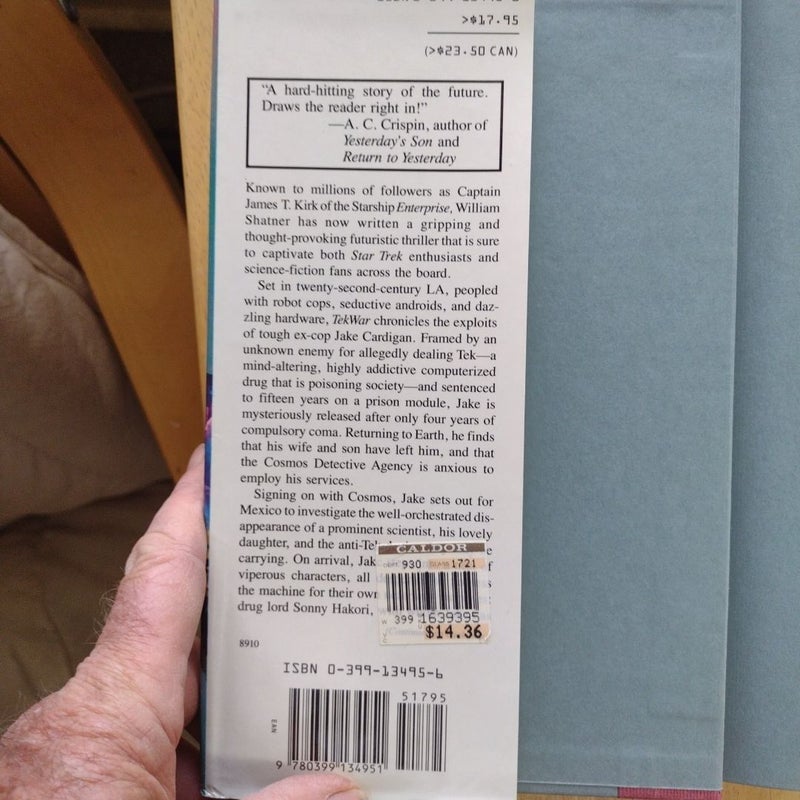 >$17.95
(>$23.50 CAN)
"A hard-hitting story of the future.
Draws the reader right in!"
—A. C. Crispin, author of
Yesterday's Son and
Return to Yesterday
Known to millions of followers as Captain
James T. Kirk of the Starship Enterprise, William
Shatner has now written a gripping and
thought-provoking futuristic thriller that is sure
to captivate both Star Trek enthusiasts and
science-fiction fans across the board.
Set in twenty-second-century LA, peopled
with robot cops, seductive androids, and daz-
zling hardware, TekWar chronicles the exploits
of tough ex-cop Jake Cardigan. Framed by an
unknown enemy for allegedly dealing Tek—a
mind-altering, highly addictive computerized
drug that is poisoning society—and sentenced
to fifteen years on a prison module, Jake is
mysteriously released after only four years of
compulsory coma. Returning to Earth, he finds
that his wife and son have left him, and that
the Cosmos Detective Agency is anxious to
employ his services.
Signing on with Cosmos, Jake sets out for
Mexico to investigate the well-orchestrated dis-
appearance of a prominent scientist, his lovely
daughter, and the anti-Tek
carrying. On arrival, Jak
viperous characters, all
the machine for their own
drug lord Sonny Hakori,
CALDOR
DEPT 930 CLASS 1721
399 1639395
$14.36
8910
ISBN 0-399-13495-6
51795
EAN
9 780399 134951